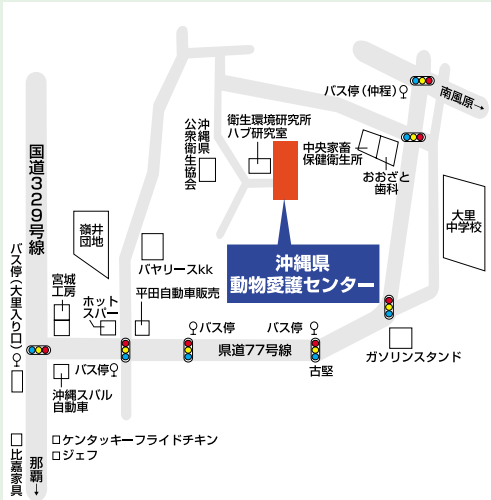 バス停（仲程）
南風原→
衛生環境研究所
ハブ研究室
沖縄県
公衆衛生協会
中央家畜
保健衛生所
おおざと
歯科
大里
中学校
国道329号線
嶺井
団地
沖縄県
動物愛護センター
バヤリースkk
バス停（大里入り口）
宮城
工房
ホット
スパー
平田自動車販売
バス停
バス停
県道77号線
ガソリンスタンド
バス停
古堅
沖縄スバル
自動車
ケンタッキーフライドチキン
ジェフ
比嘉家具
那覇→